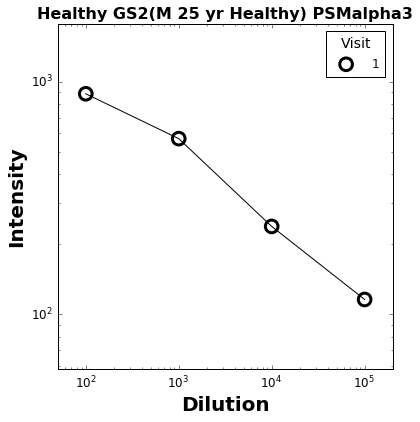 Healthy GS2(M 25 yr Healthy) PSMalpha3
Visit
1
10³
10²
Intensity
10² 10³ 10⁴ 10⁵
Dilution